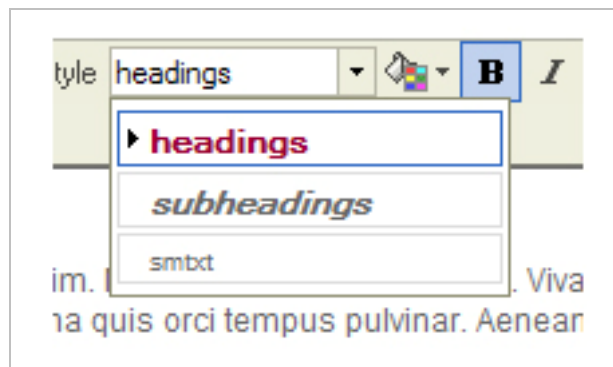 tyle headings B I
headings
subheadings
smtxt
im. . Viva
na quis orci tempus pulvinar. Aenean